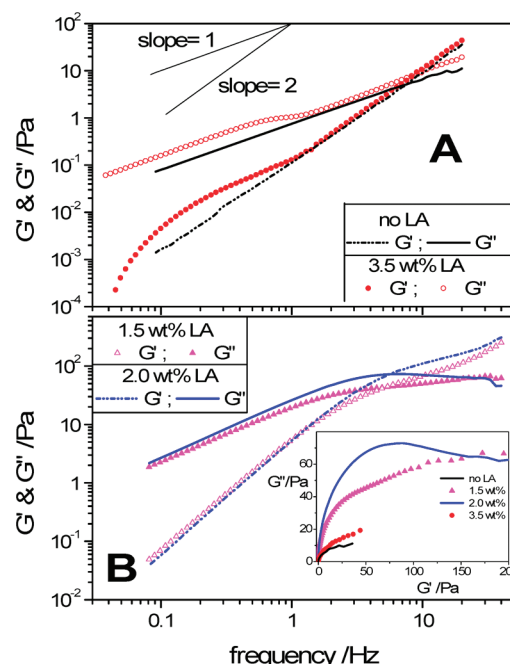 10²
slope= 1
10¹
slope= 2
10⁰
G' & G" /Pa
10⁻¹
A
10⁻²
no LA
G' ; G"
10⁻³
3.5 wt% LA
G' ; G"
10⁻⁴
1.5 wt% LA
G' ; G"
10²
2.0 wt% LA
G' ; G"
10¹
G' & G" /Pa
10⁰
60
G"/Pa
40
no LA
1.5%
20
2.0 wt%
3.5 wt%
10⁻¹
B
0
0 50 100 150 200
G' /Pa
10⁻²
0.1 1 10
frequency /Hz